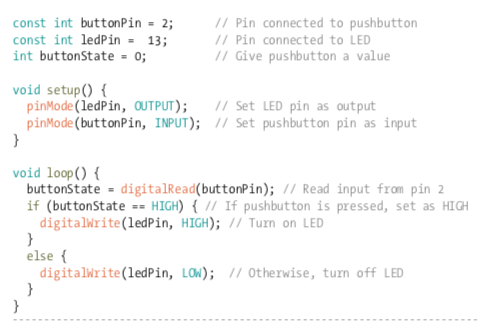 const int buttonPin = 2;      // Pin connected to pushbutton
const int ledPin =  13;       // Pin connected to LED
int buttonState = 0;          // Give pushbutton a value
void setup() {
  pinMode(ledPin, OUTPUT);    // Set LED pin as output
  pinMode(buttonPin, INPUT);  // Set pushbutton pin as input
}
void loop() {
  buttonState = digitalRead(buttonPin); // Read input from pin 2
  if (buttonState == HIGH) { // If pushbutton is pressed, set as HIGH
    digitalWrite(ledPin, HIGH); // Turn on LED
  }
  else {
    digitalWrite(ledPin, LOW);  // Otherwise, turn off LED
  }
}